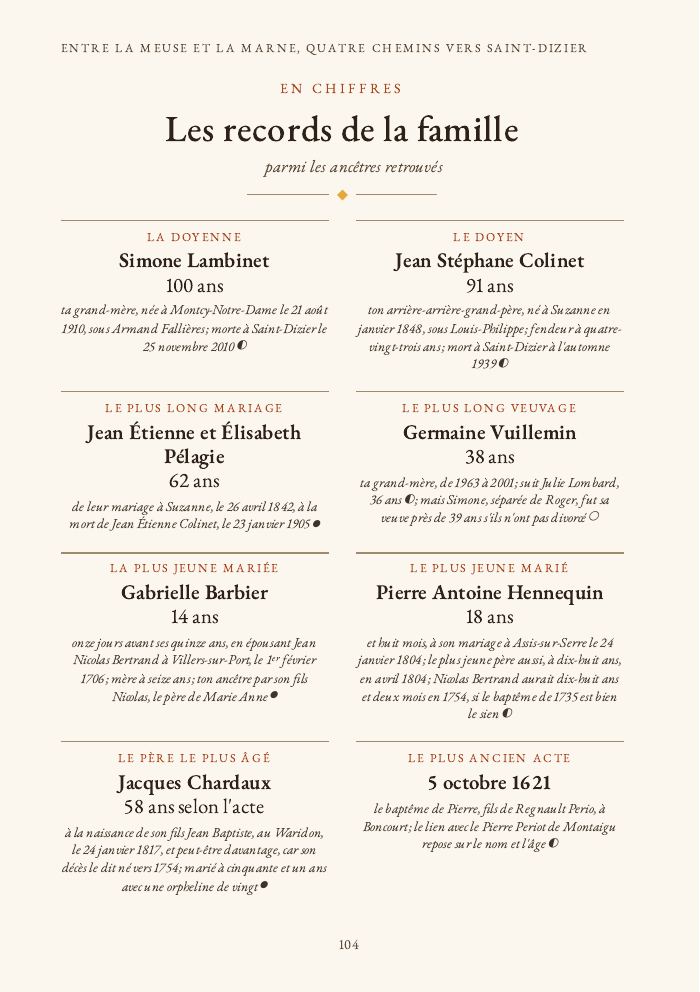 ENTRE LA MEUSE ET LA MARNE, QUATRE CHEMINS VERS SAINT-DIZIER
EN CHIFFRES
Les records de la famille
parmi les ancêtres retrouvés
LA DOYENNE
Simone Lambinet
100 ans
ta grand-mère, née à Montcy-Notre-Dame le 21 août
1910, sous Armand Fallières; morte à Saint-Dizier le
25 novembre 2010 ◐
LE DOYEN
Jean Stéphane Colinet
91 ans
ton arrière-arrière-grand-père, né à Suzanne en
janvier 1848, sous Louis-Philippe; fendeur à quatre-
vingt-trois ans; mort à Saint-Dizier à l'automne
1939 ◐
LE PLUS LONG MARIAGE
Jean Étienne et Élisabeth
Pélagie
62 ans
de leur mariage à Suzanne, le 26 avril 1842, à la
mort de Jean Étienne Colinet, le 23 janvier 1905 ●
LE PLUS LONG VEUVAGE
Germaine Vuillemin
38 ans
ta grand-mère, de 1963 à 2001; suit Julie Lombard,
36 ans ◐; mais Simone, séparée de Roger, fut sa
veuve près de 39 ans s'ils n'ont pas divorcé ○
LA PLUS JEUNE MARIÉE
Gabrielle Barbier
14 ans
onze jours avant ses quinze ans, en épousant Jean
Nicolas Bertrand à Villers-sur-Port, le 1er février
1706; mère à seize ans; ton ancêtre par son fils
Nicolas, le père de Marie Anne ●
LE PLUS JEUNE MARIÉ
Pierre Antoine Hennequin
18 ans
et huit mois, à son mariage à Assis-sur-Serre le 24
janvier 1804; le plus jeune père aussi, à dix-huit ans,
en avril 1804; Nicolas Bertrand aurait dix-huit ans
et deux mois en 1754, si le baptême de 1735 est bien
le sien ◐
LE PÈRE LE PLUS ÂGÉ
Jacques Chardaux
58 ans selon l'acte
à la naissance de son fils Jean Baptiste, au Waridon,
le 24 janvier 1817, et peut-être davantage, car son
décès le dit né vers 1754; marié à cinquante et un ans
avec une orpheline de vingt ●
LE PLUS ANCIEN ACTE
5 octobre 1621
le baptême de Pierre, fils de Regnault Perio, à
Boncourt; le lien avec le Pierre Periot de Montaigu
repose sur le nom et l'âge ◐
104